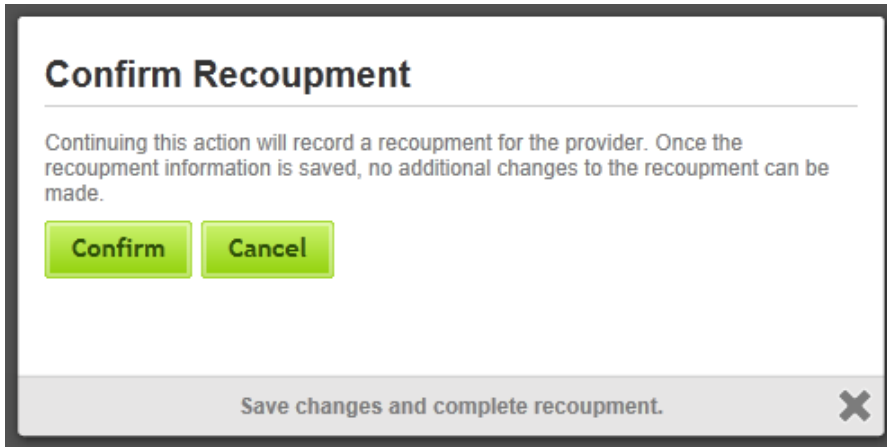 Confirm Recoupment
Continuing this action will record a recoupment for the provider. Once the
recoupment information is saved, no additional changes to the recoupment can be
made.
Confirm Cancel
Save changes and complete recoupment.